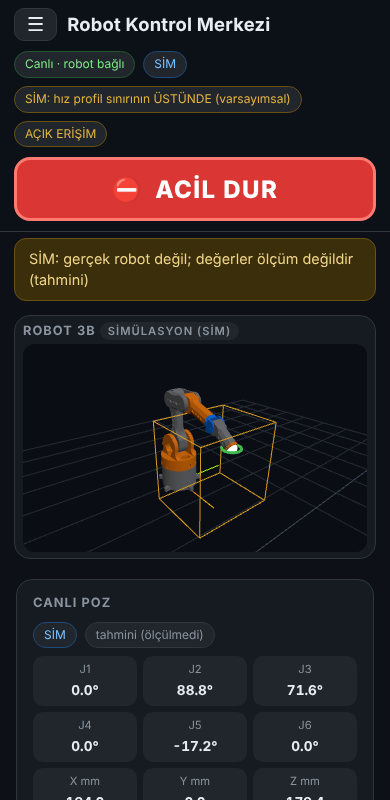 Robot Kontrol Merkezi
Canlı · robot bağlı
SİM
SİM: hız profil sınırının ÜSTÜNDE (varsayımsal)
AÇIK ERİŞİM
ACİL DUR
SİM: gerçek robot değil; değerler ölçüm değildir
(tahmini)
ROBOT 3B SİMÜLASYON (SİM)
CANLI POZ
SİM
tahmini (ölçülmedi)
J1 J2 J3
0.0° 88.8° 71.6°
J4 J5 J6
0.0° -17.2° 0.0°
X mm Y mm Z mm